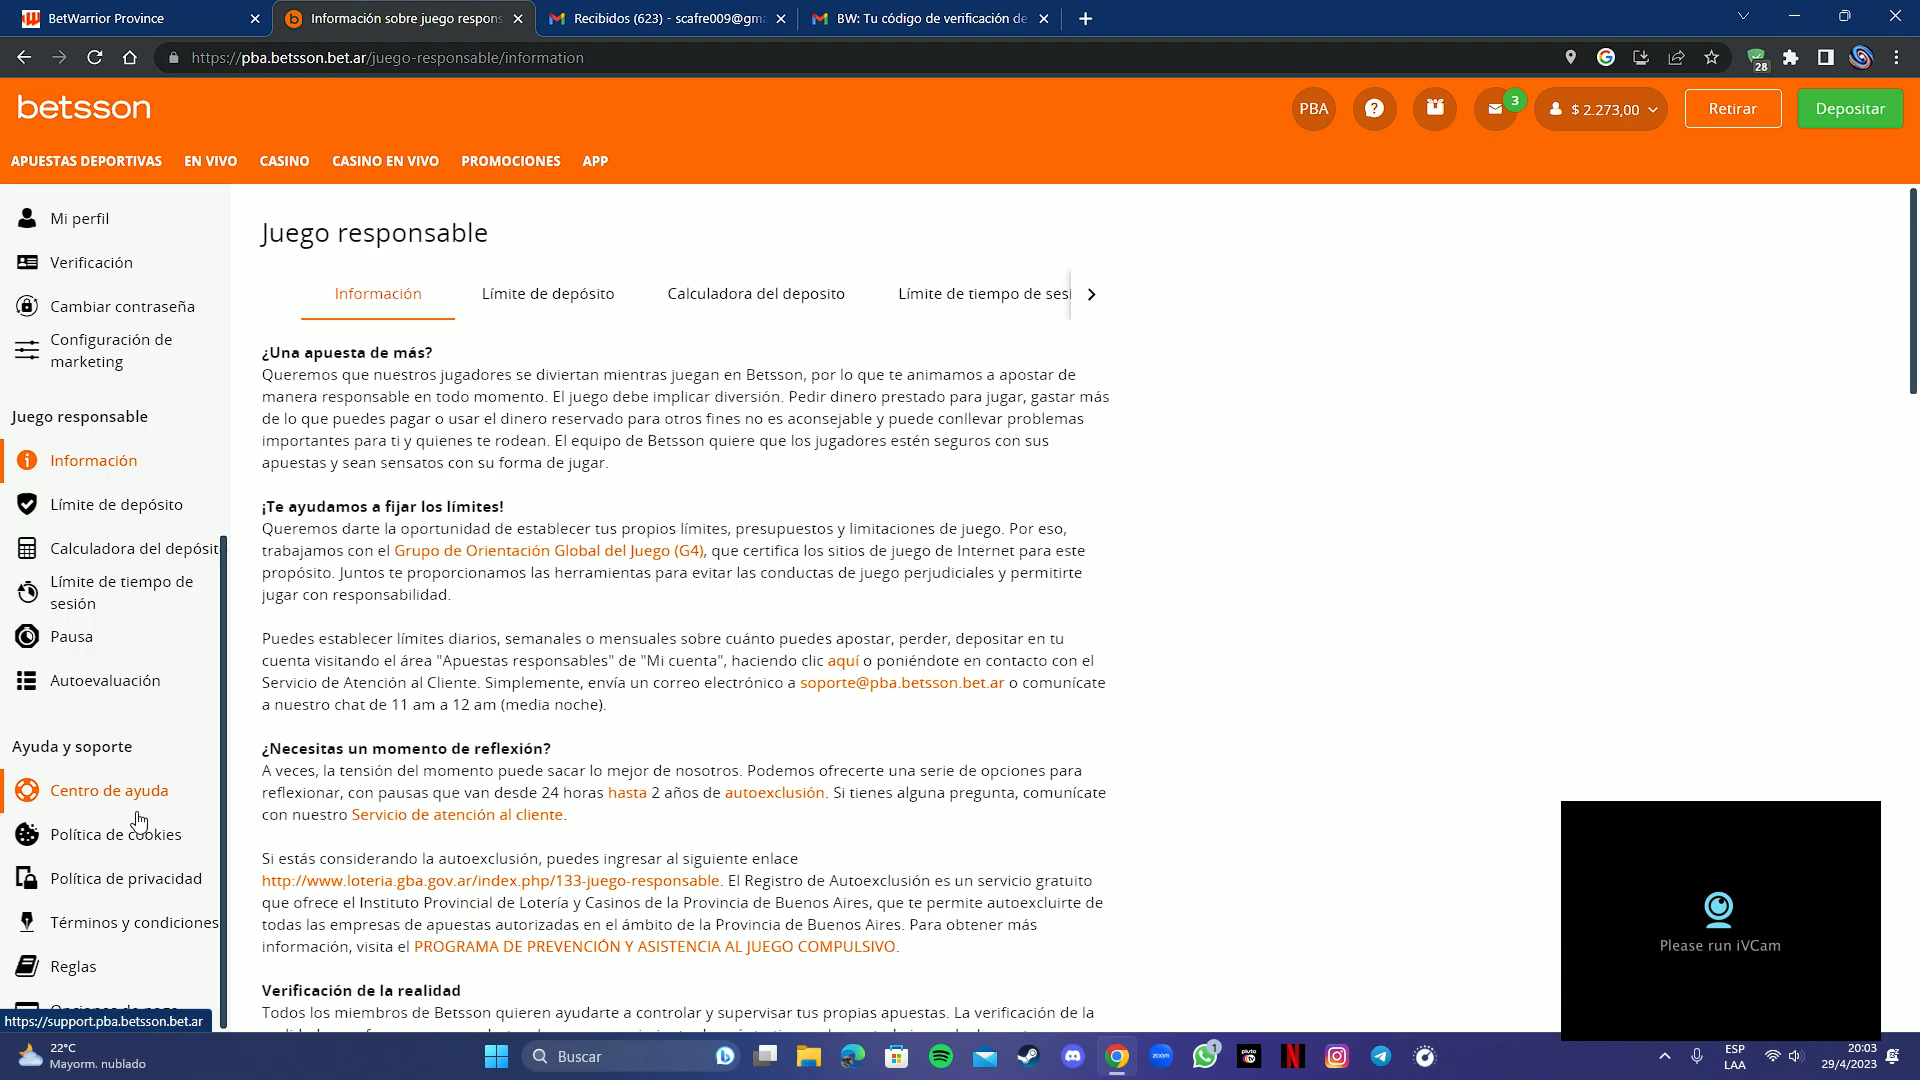 BetWarrior Province
Información sobre juego respons
Recibidos (623) - scafre009@gm
BW: Tu código de verificación de
https://pba.betsson.bet.ar/juego-responsable/information
28
betsson
PBA
3
$ 2.273,00
Retirar
Depositar
APUESTAS DEPORTIVAS
EN VIVO
CASINO
CASINO EN VIVO
PROMOCIONES
APP
Mi perfil
Verificación
Cambiar contraseña
Configuración de
marketing
Juego responsable
Información
Límite de depósito
Calculadora del depósit
Límite de tiempo de
sesión
Pausa
Autoevaluación
Ayuda y soporte
Centro de ayuda
Política de cookies
Política de privacidad
Términos y condiciones
Reglas
https://support.pba.betsson.bet.ar
Juego responsable
Información
Límite de depósito
Calculadora del deposito
Límite de tiempo de sesi
¿Una apuesta de más?
Queremos que nuestros jugadores se diviertan mientras juegan en Betsson, por lo que te animamos a apostar de
manera responsable en todo momento. El juego debe implicar diversión. Pedir dinero prestado para jugar, gastar más
de lo que puedes pagar o usar el dinero reservado para otros fines no es aconsejable y puede conllevar problemas
importantes para ti y quienes te rodean. El equipo de Betsson quiere que los jugadores estén seguros con sus
apuestas y sean sensatos con su forma de jugar.
¡Te ayudamos a fijar los límites!
Queremos darte la oportunidad de establecer tus propios límites, presupuestos y limitaciones de juego. Por eso,
trabajamos con el Grupo de Orientación Global del Juego (G4), que certifica los sitios de juego de Internet para este
propósito. Juntos te proporcionamos las herramientas para evitar las conductas de juego perjudiciales y permitirte
jugar con responsabilidad.
Puedes establecer límites diarios, semanales o mensuales sobre cuánto puedes apostar, perder, depositar en tu
cuenta visitando el área "Apuestas responsables" de "Mi cuenta", haciendo clic aquí o poniéndote en contacto con el
Servicio de Atención al Cliente. Simplemente, envía un correo electrónico a soporte@pba.betsson.bet.ar o comunícate
a nuestro chat de 11 am a 12 am (media noche).
¿Necesitas un momento de reflexión?
A veces, la tensión del momento puede sacar lo mejor de nosotros. Podemos ofrecerte una serie de opciones para
reflexionar, con pausas que van desde 24 horas hasta 2 años de autoexclusión. Si tienes alguna pregunta, comunícate
con nuestro Servicio de atención al cliente.
Si estás considerando la autoexclusión, puedes ingresar al siguiente enlace
http://www.loteria.gba.gov.ar/index.php/133-juego-responsable. El Registro de Autoexclusión es un servicio gratuito
que ofrece el Instituto Provincial de Lotería y Casinos de la Provincia de Buenos Aires, que te permite autoexcluirte de
todas las empresas de apuestas autorizadas en el ámbito de la Provincia de Buenos Aires. Para obtener más
información, visita el PROGRAMA DE PREVENCIÓN Y ASISTENCIA AL JUEGO COMPULSIVO.
Verificación de la realidad
Todos los miembros de Betsson quieren ayudarte a controlar y supervisar tus propias apuestas. La verificación de la
Please run iVCam
22°C
Mayorm. nublado
Buscar
zoom
1
pluto tv
ESP
LAA
20:03
29/4/2023